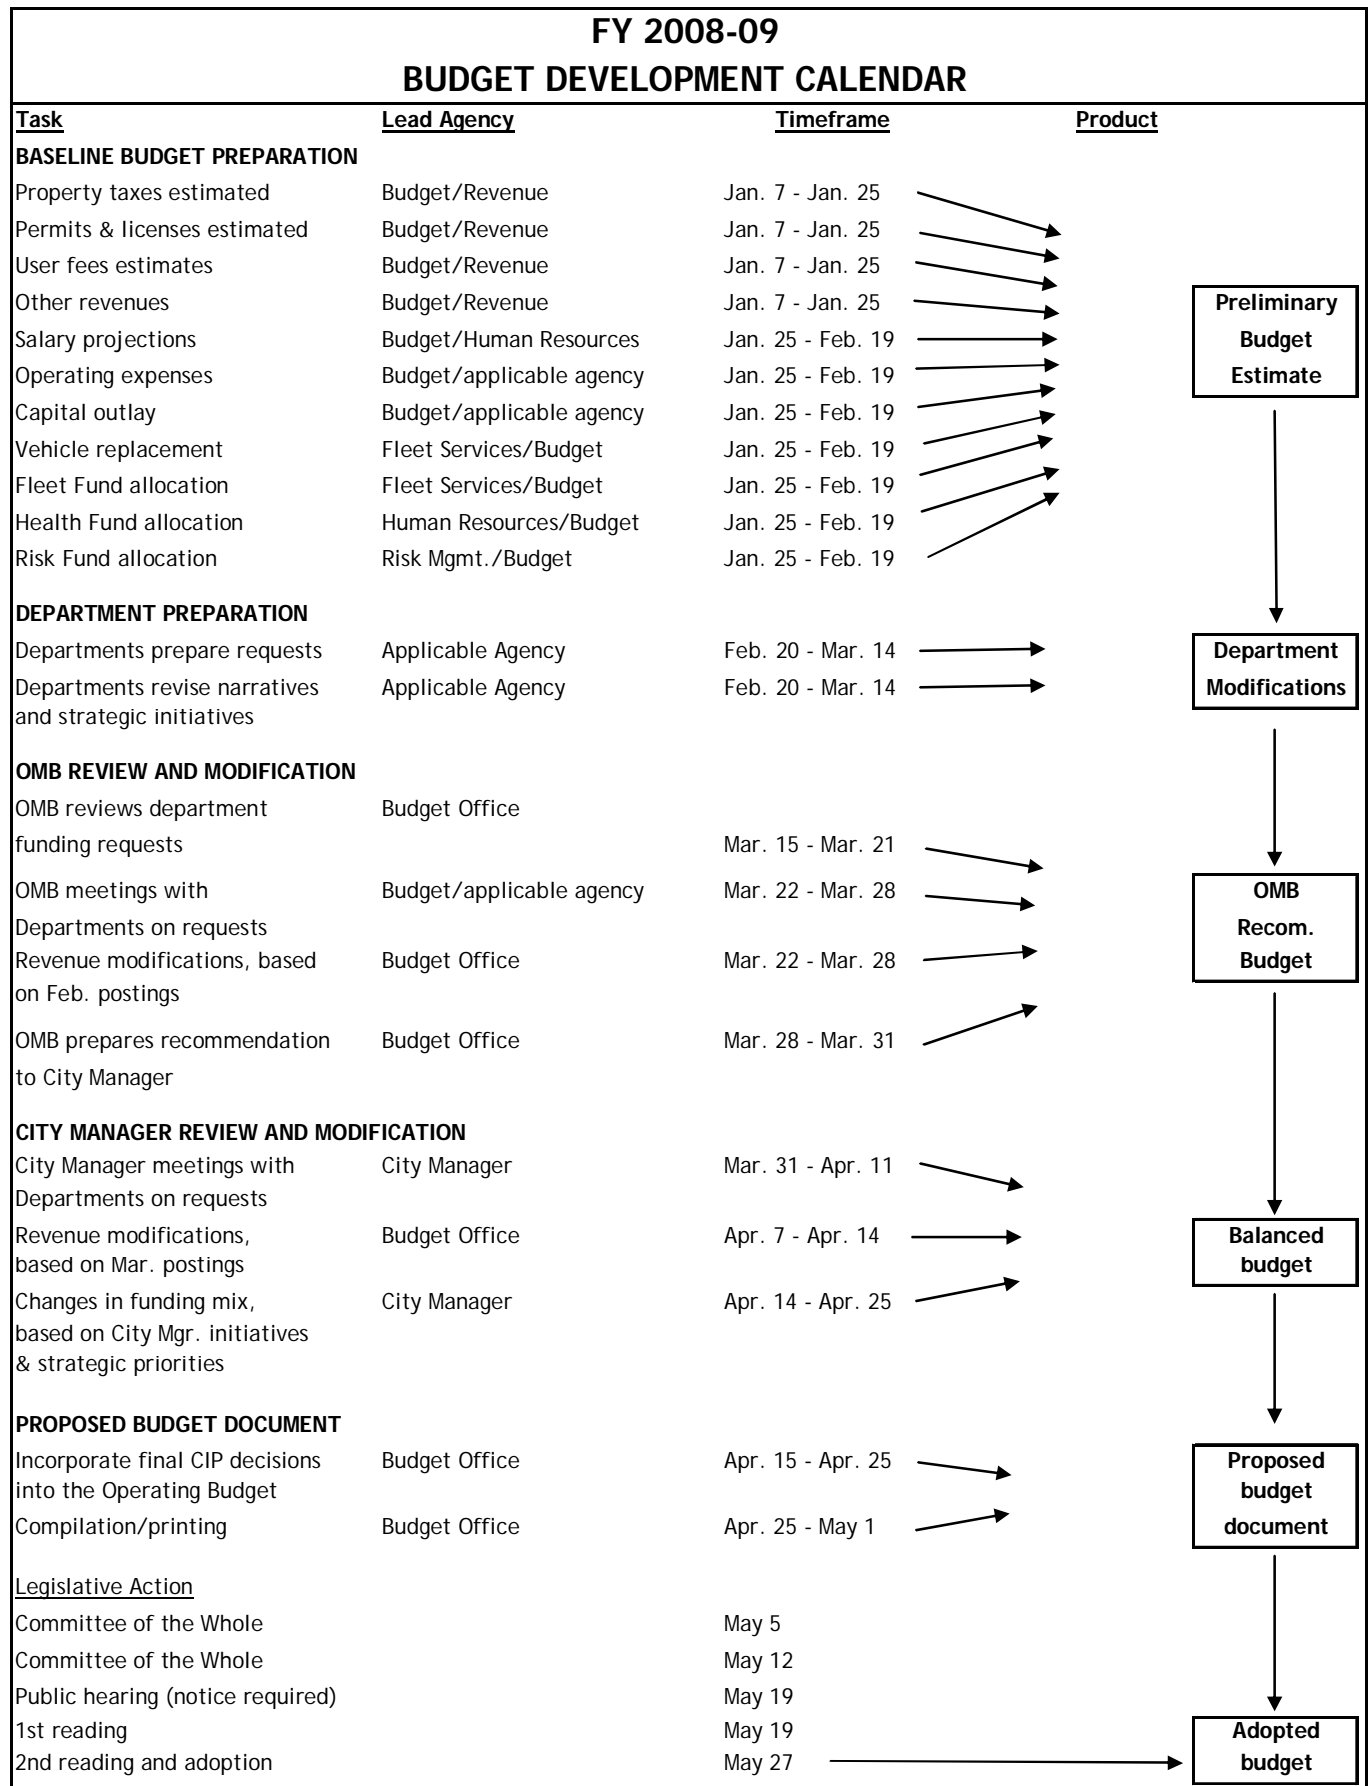 FY 2008-09
BUDGET DEVELOPMENT CALENDAR
Task Lead Agency Timeframe Product
BASELINE BUDGET PREPARATION
Property taxes estimated Budget/Revenue Jan. 7 - Jan. 25
Permits & licenses estimated Budget/Revenue Jan. 7 - Jan. 25
User fees estimates Budget/Revenue Jan. 7 - Jan. 25
Other revenues Budget/Revenue Jan. 7 - Jan. 25 Preliminary
Salary projections Budget/Human Resources Jan. 25 - Feb. 19 Budget
Operating expenses Budget/applicable agency Jan. 25 - Feb. 19 Estimate
Capital outlay Budget/applicable agency Jan. 25 - Feb. 19
Vehicle replacement Fleet Services/Budget Jan. 25 - Feb. 19
Fleet Fund allocation Fleet Services/Budget Jan. 25 - Feb. 19
Health Fund allocation Human Resources/Budget Jan. 25 - Feb. 19
Risk Fund allocation Risk Mgmt./Budget Jan. 25 - Feb. 19
DEPARTMENT PREPARATION
Departments prepare requests Applicable Agency Feb. 20 - Mar. 14 Department
Departments revise narratives Applicable Agency Feb. 20 - Mar. 14 Modifications
and strategic initiatives
OMB REVIEW AND MODIFICATION
OMB reviews department Budget Office
funding requests Mar. 15 - Mar. 21
OMB meetings with Budget/applicable agency Mar. 22 - Mar. 28 OMB
Departments on requests Recom.
Revenue modifications, based Budget Office Mar. 22 - Mar. 28 Budget
on Feb. postings
OMB prepares recommendation Budget Office Mar. 28 - Mar. 31
to City Manager
CITY MANAGER REVIEW AND MODIFICATION
City Manager meetings with City Manager Mar. 31 - Apr. 11
Departments on requests
Revenue modifications, Budget Office Apr. 7 - Apr. 14 Balanced
based on Mar. postings budget
Changes in funding mix, City Manager Apr. 14 - Apr. 25
based on City Mgr. initiatives
& strategic priorities
PROPOSED BUDGET DOCUMENT
Incorporate final CIP decisions Budget Office Apr. 15 - Apr. 25 Proposed
into the Operating Budget budget
Compilation/printing Budget Office Apr. 25 - May 1 document
Legislative Action
Committee of the Whole May 5
Committee of the Whole May 12
Public hearing (notice required) May 19
1st reading May 19 Adopted
2nd reading and adoption May 27 budget